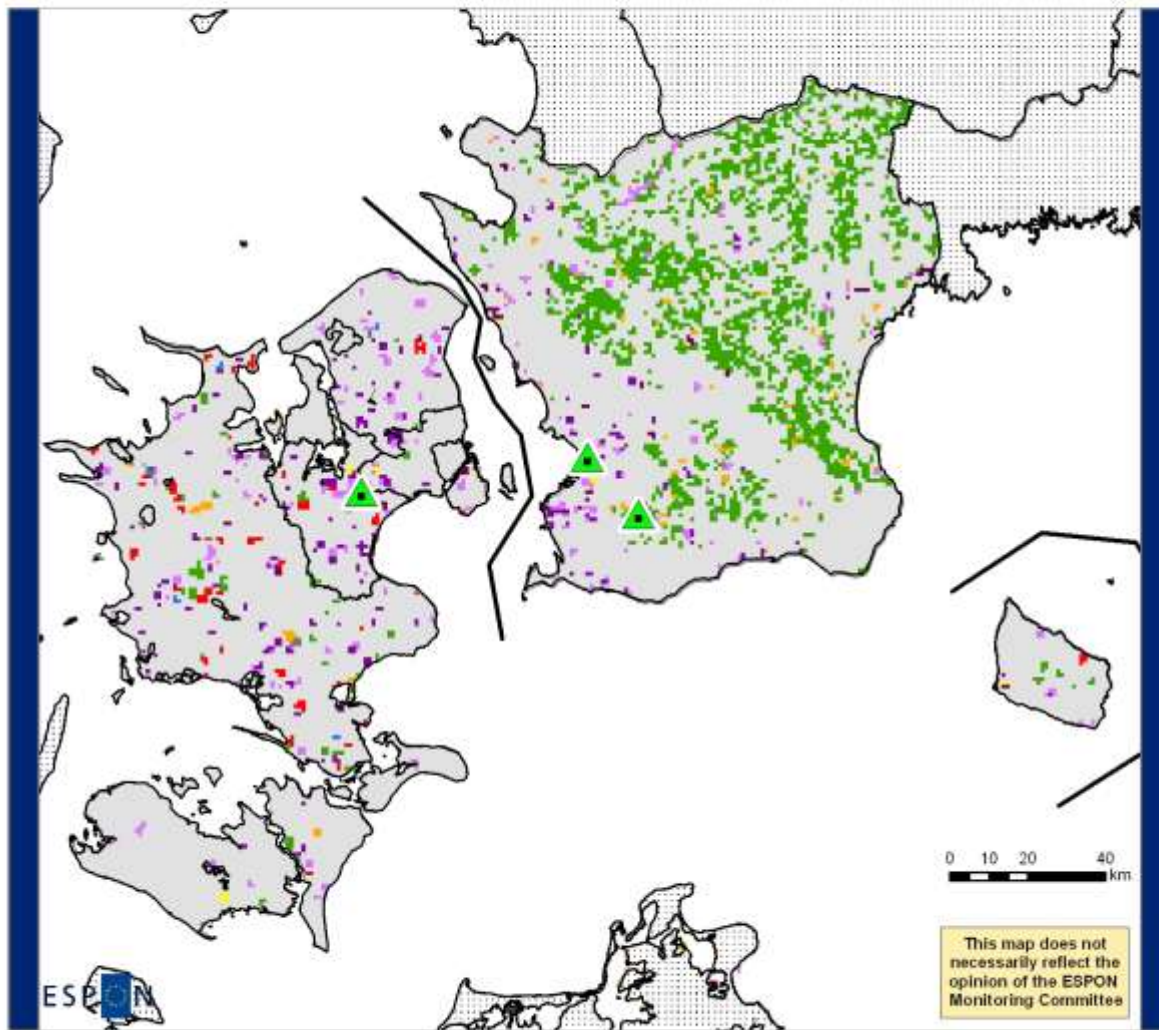 0 10 20 40
km
This map does not
necessarily reflect the
opinion of the ESPON
Monitoring Committee
ESPON